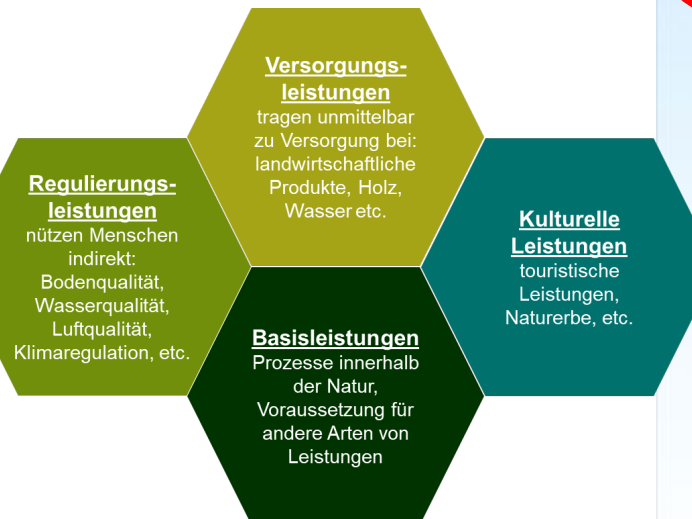 Versorgungs-
leistungen
tragen unmittelbar
zu Versorgung bei:
landwirtschaftliche
Produkte, Holz,
Wasser etc.
Regulierungs-
leistungen
nützen Menschen
indirekt:
Bodenqualität,
Wasserqualität,
Luftqualität,
Klimaregulation, etc.
Kulturelle
Leistungen
touristische
Leistungen,
Naturerbe, etc.
Basisleistungen
Prozesse innerhalb
der Natur,
Voraussetzung für
andere Arten von
Leistungen